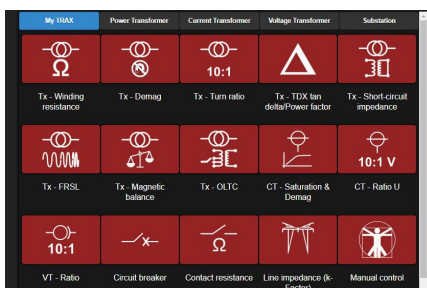 My TRAX
Power Transformer
Current Transformer
Voltage Transformer
Substation
Ω
10:1
Tx - Winding
resistance
Tx - Demag
Tx - Turn ratio
Tx - TDX tan
delta/Power factor
Tx - Short-circuit
impedance
10:1 V
Tx - FRSL
Tx - Magnetic
balance
Tx - OLTC
CT - Saturation &
Demag
CT - Ratio U
10:1
Ω
VT - Ratio
Circuit breaker
Contact resistance
Line impedance (k-
Factor)
Manual control